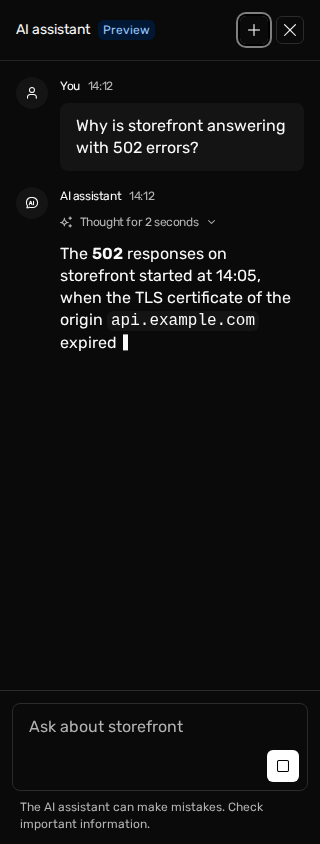 AI assistant Preview
You 14:12
Why is storefront answering
with 502 errors?
AI
AI assistant 14:12
Thought for 2 seconds
The 502 responses on
storefront started at 14:05,
when the TLS certificate of the
origin api.example.com
expired
Ask about storefront
The AI assistant can make mistakes. Check
important information.